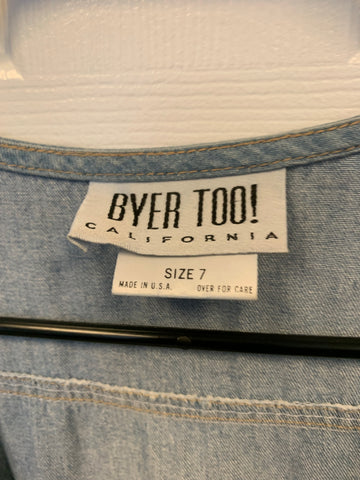 BYER TOO!
CALIFORNIA
SIZE 7
MADE IN U.S.A. OVER FOR CARE